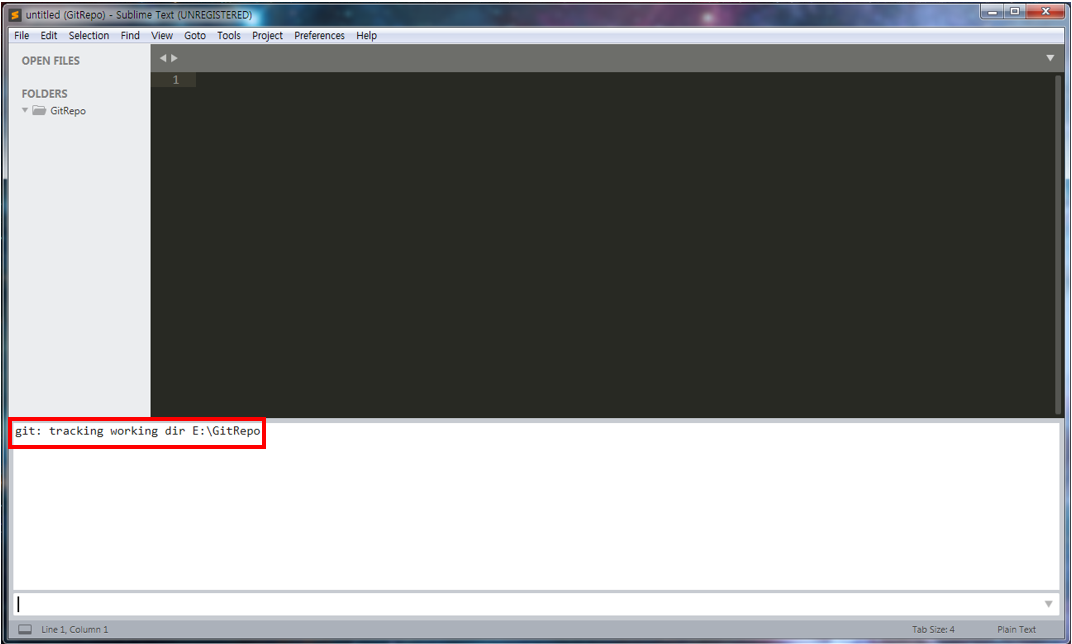 untitled (GitRepo) - Sublime Text (UNREGISTERED)
File Edit Selection Find View Goto Tools Project Preferences Help
OPEN FILES
FOLDERS
GitRepo
1
git: tracking working dir E:\GitRepo
Line 1, Column 1 Tab Size: 4 Plain Text